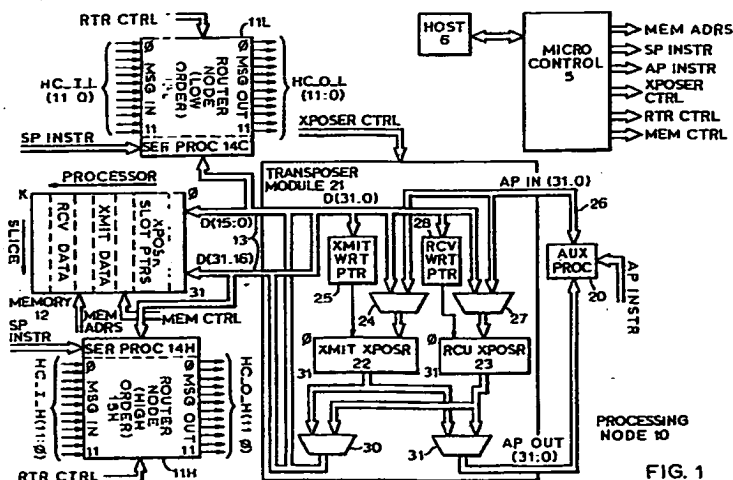 RTR CTRL
11L
HC_I_L
(11 0)
Ø MSG IN 11
ROUTER
NODE
(LOW
ORDER)
Ø MSG OUT 11
HC_O_L
(11:0)
SP INSTR
SER PROC 14C
XPOSER CTRL
HOST
6
MICRO
CONTROL
5
MEM ADRS
SP INSTR
AP INSTR
XPOSER
CTRL
RTR CTRL
MEM CTRL
PROCESSOR
K
Ø
SLICE
RCV DATA
XMIT DATA
SLOT PTRS
31
MEMORY
12
MEM
ADRS
MEM CTRL
D(15:0)
13
D(31.16)
TRANSPOSER
MODULE 21
D(31.0)
AP IN (31.0)
26
XMIT
WRT
PTR
25
28
RCV
WRT
PTR
24
27
AUX
PROC
20
AP INSTR
Ø
XMIT XPOSR
31
22
Ø
RCU XPOSR
31
23
30
31
AP OUT
(31:0)
SP
INSTR
SER PROC 14H
HC_I_H(11:Ø)
Ø MSG IN 11
ROUTER
NODE
(HIGH
ORDER)
15H
Ø MSG OUT 11
HC_O_H(11
Ø)
RTR CTRL
11H
PROCESSING
NODE 10
FIG. 1